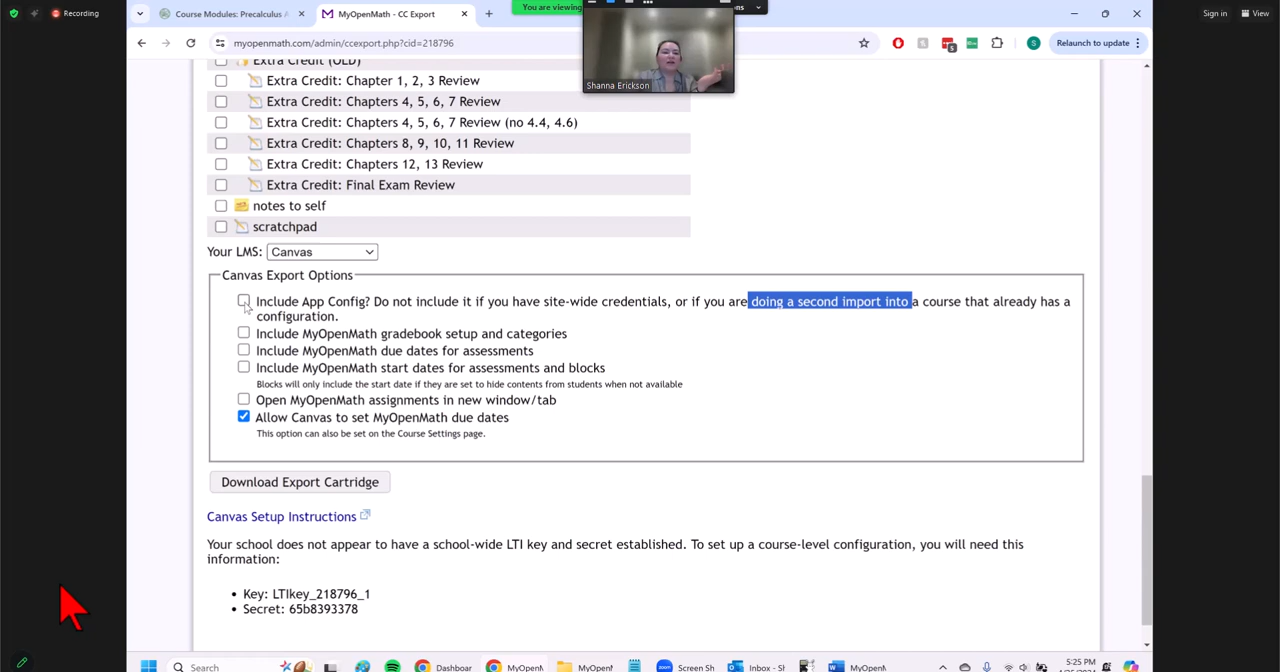 Recording
Course Modules: Precalculus A
MyOpenMath - CC Export
You are viewing
Sign in
View
myopenmath.com/admin/ccexport.php?cid=218796
S
Relaunch to update
Shanna Erickson
Extra Credit (OLD)
Extra Credit: Chapter 1, 2, 3 Review
Extra Credit: Chapters 4, 5, 6, 7 Review
Extra Credit: Chapters 4, 5, 6, 7 Review (no 4.4, 4.6)
Extra Credit: Chapters 8, 9, 10, 11 Review
Extra Credit: Chapters 12, 13 Review
Extra Credit: Final Exam Review
notes to self
scratchpad
Your LMS: Canvas
Canvas Export Options
Include App Config? Do not include it if you have site-wide credentials, or if you are doing a second import into a course that already has a
configuration.
Include MyOpenMath gradebook setup and categories
Include MyOpenMath due dates for assessments
Include MyOpenMath start dates for assessments and blocks
Blocks will only include the start date if they are set to hide contents from students when not available
Open MyOpenMath assignments in new window/tab
Allow Canvas to set MyOpenMath due dates
This option can also be set on the Course Settings page.
Download Export Cartridge
Canvas Setup Instructions
Your school does not appear to have a school-wide LTI key and secret established. To set up a course-level configuration, you will need this
information:
• Key: LTIkey_218796_1
• Secret: 65b8393378
Search
Dashboar
MyOpenM
Screen Sh
Inbox - Sh
MyOpenM
5:25 PM